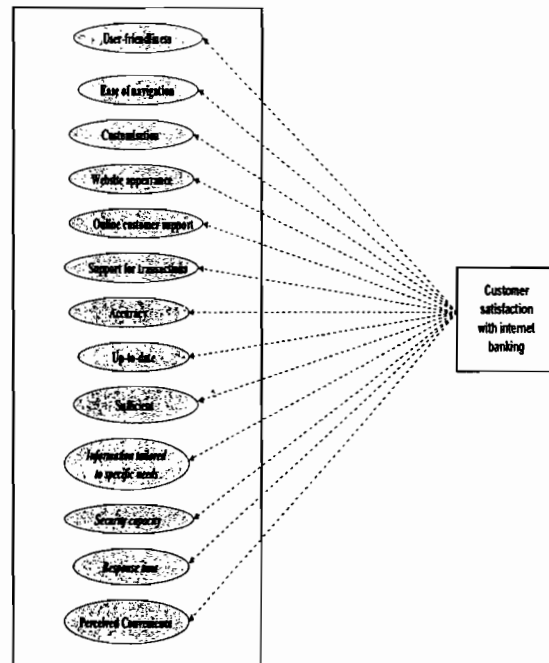 User-friendliness
Ease of navigation
Customisation
Website appearance
Online customer support
Support for transactions
Accuracy
Up-to-date
Sufficient
Information tailored
to specific needs
Security capacity
Response time
Perceived Convenience
Customer
satisfaction
with internet
banking